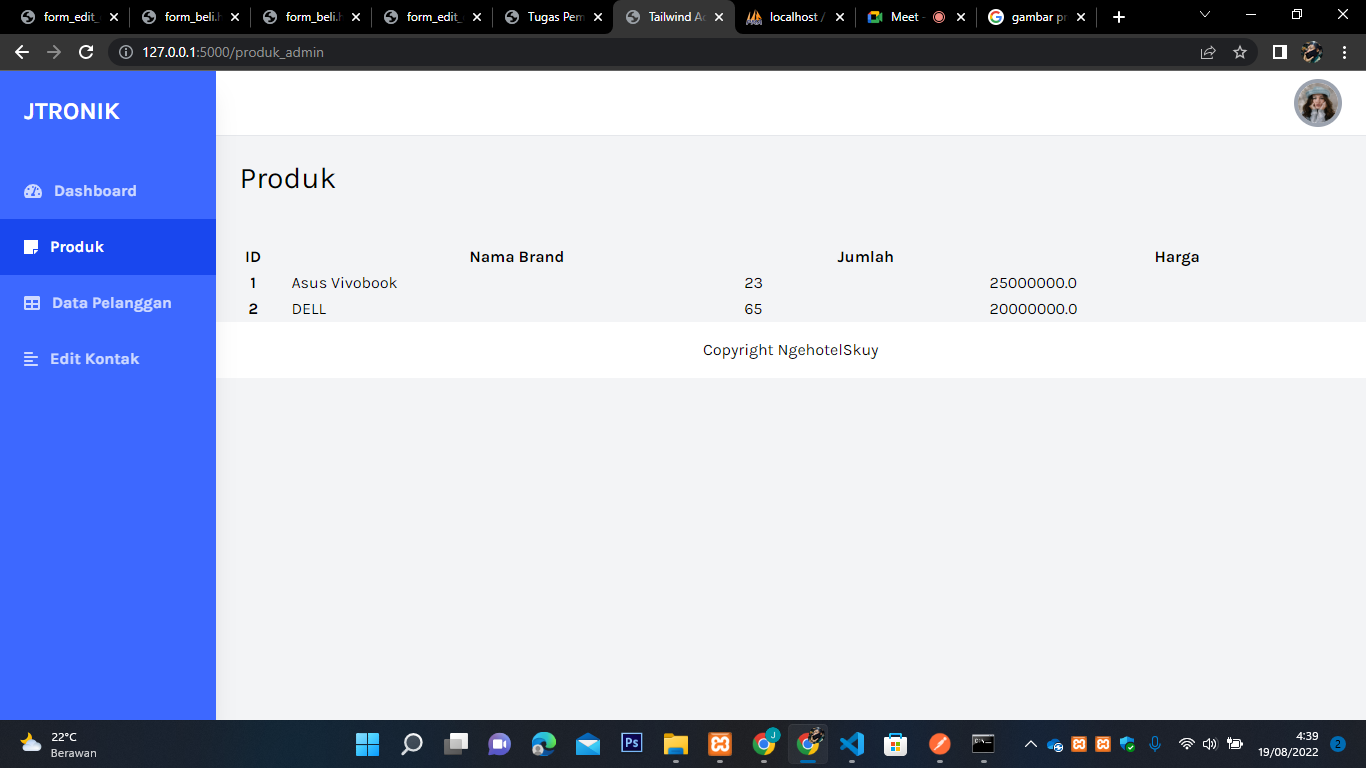 form_edit_
form_beli.h
form_beli.h
form_edit_
Tugas Pem
Tailwind Ad
localhost /
Meet -
gambar pr
127.0.0.1:5000/produk_admin
JTRONIK
Dashboard
Produk
Data Pelanggan
Edit Kontak
Produk
ID Nama Brand Jumlah Harga
1 Asus Vivobook 23 25000000.0
2 DELL 65 20000000.0
Copyright NgehotelSkuy
22°C
Berawan
Ps
J
4:39
19/08/2022
2